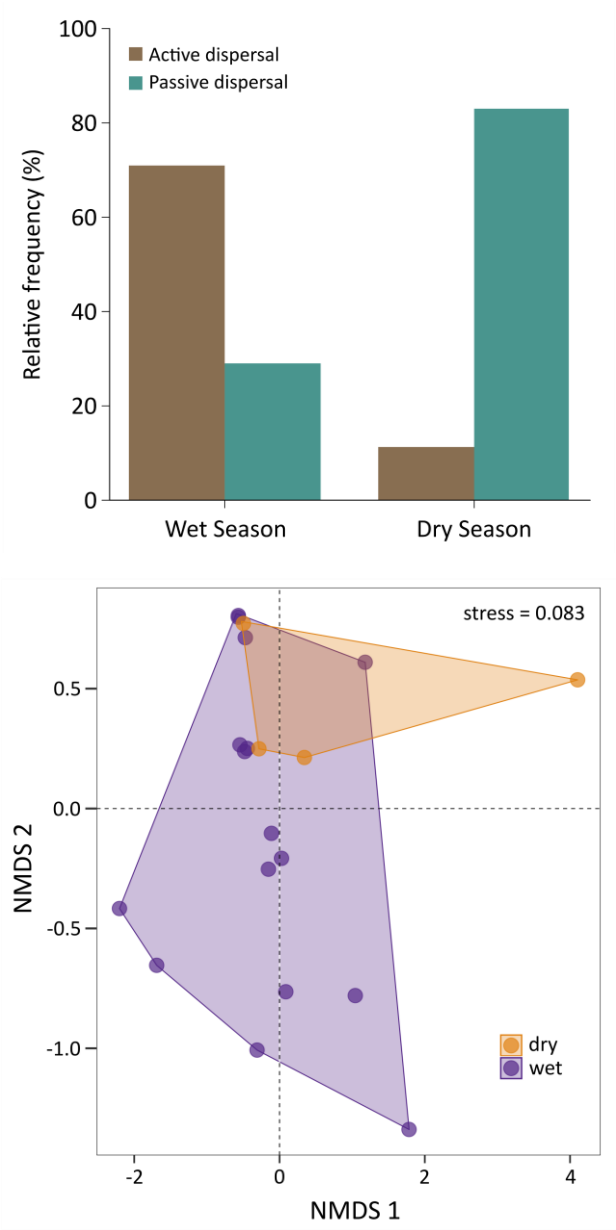 100
Active dispersal
Passive dispersal
80
60
40
20
0
Relative frequency (%)
Wet Season Dry Season
stress = 0.083
0.5
0.0
-0.5
-1.0
NMDS 2
dry
wet
-2 0 2 4
NMDS 1